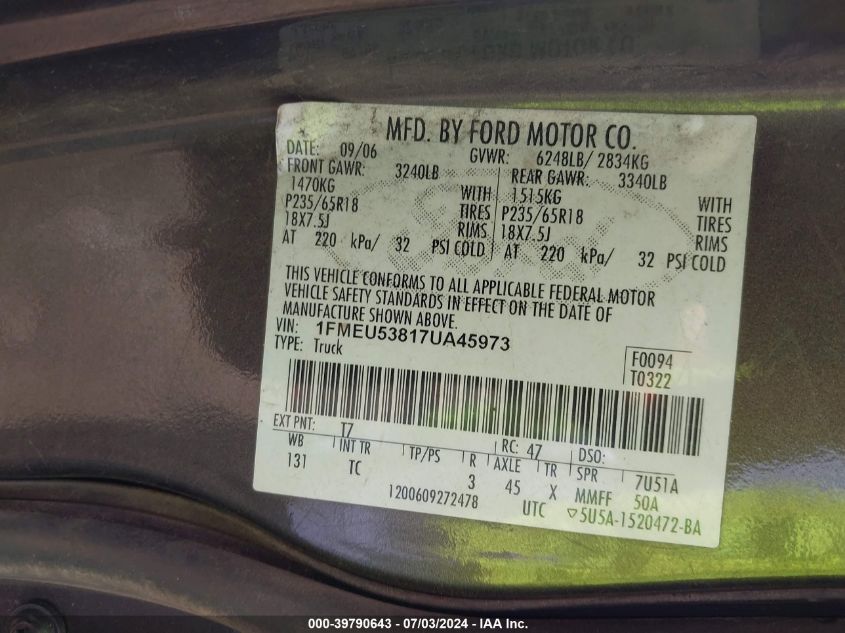 MFD. BY FORD MOTOR CO.
DATE: 09/06 GVWR: 6248LB/ 2834KG
FRONT GAWR: 3240LB REAR GAWR: 3340LB
1470KG WITH 1515KG WITH
P235/65R18 TIRES P235/65R18 TIRES
18X7.5J RIMS 18X7.5J RIMS
AT 220 kPa/ 32 PSI COLD AT 220 kPa/ 32 PSI COLD
THIS VEHICLE CONFORMS TO ALL APPLICABLE FEDERAL MOTOR
VEHICLE SAFETY STANDARDS IN EFFECT ON THE DATE OF
MANUFACTURE SHOWN ABOVE.
VIN: 1FMEU53817UA45973
TYPE: Truck
F0094
T0322
EXT PNT: T7 RC: 47 DSO:
WB INT TR TP/PS R AXLE TR SPR 7U51A
131 TC 3 45 X MMFF 50A
1200609272478 UTC ▽5U5A-1520472-BA
000-39790643 - 07/03/2024 - IAA Inc.